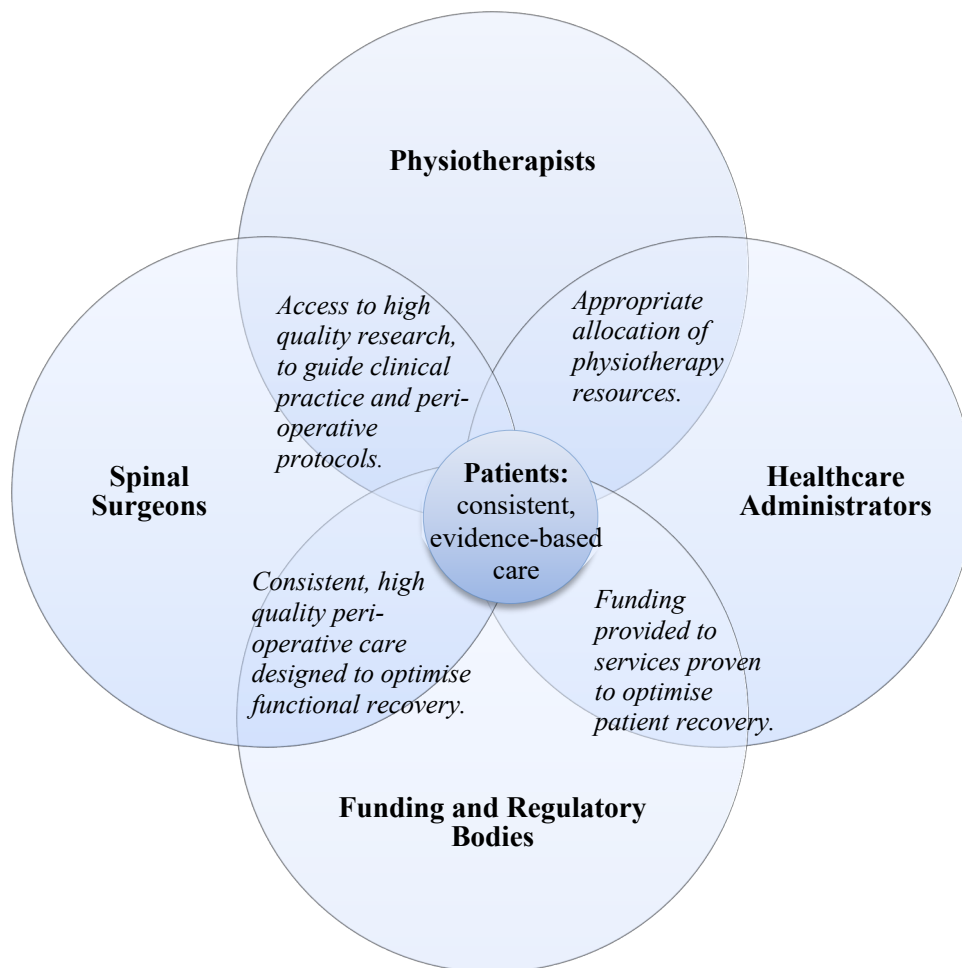 Physiotherapists
Access to high
quality research,
to guide clinical
practice and peri-
operative
protocols.
Appropriate
allocation of
physiotherapy
resources.
Spinal
Surgeons
Patients:
consistent,
evidence-based
care
Healthcare
Administrators
Consistent, high
quality peri-
operative care
designed to optimise
functional recovery.
Funding
provided to
services proven
to optimise
patient recovery.
Funding and Regulatory
Bodies